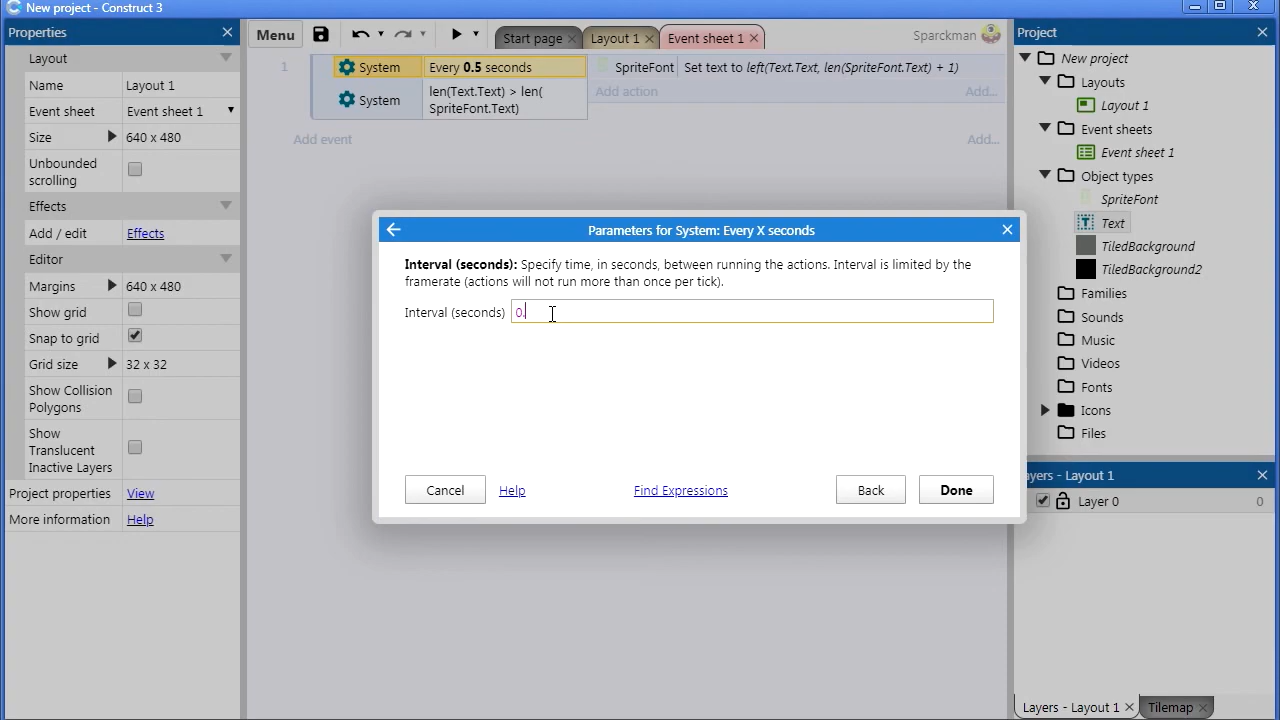 New project - Construct 3
Properties
Layout
Name Layout 1
Event sheet Event sheet 1
Size 640 x 480
Unbounded
scrolling
Effects
Add / edit Effects
Editor
Margins 640 x 480
Show grid
Snap to grid
Grid size 32 x 32
Show Collision
Polygons
Show
Translucent
Inactive Layers
Project properties View
More information Help
Menu
Start page
Layout 1
Event sheet 1
Sparckman
1
System Every 0.5 seconds
System len(Text.Text) > len(
SpriteFont.Text)
SpriteFont Set text to left(Text.Text, len(SpriteFont.Text) + 1)
Add action Add...
Add event Add...
Parameters for System: Every X seconds
Interval (seconds): Specify time, in seconds, between running the actions. Interval is limited by the
framerate (actions will not run more than once per tick).
Interval (seconds) 0.
Cancel Help Find Expressions Back Done
Project
New project
Layouts
Layout 1
Event sheets
Event sheet 1
Object types
SpriteFont
Text
TiledBackground
TiledBackground2
Families
Sounds
Music
Videos
Fonts
Icons
Files
ayers - Layout 1
Layer 0 0
Layers - Layout 1 Tilemap